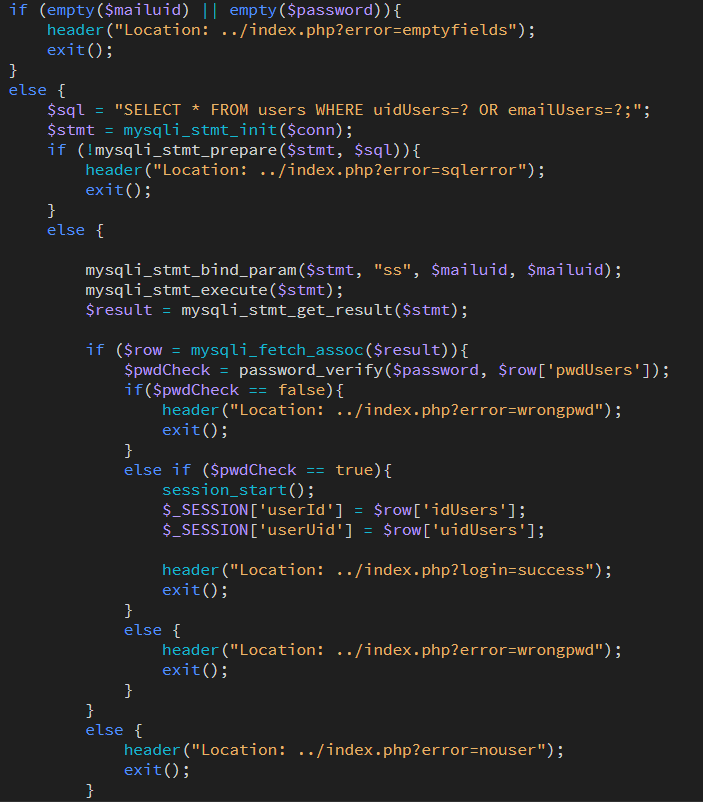 if (empty($mailuid) || empty($password)){
    header("Location: ../index.php?error=emptyfields");
    exit();
}
else {
    $sql = "SELECT * FROM users WHERE uidUsers=? OR emailUsers=?;";
    $stmt = mysqli_stmt_init($conn);
    if (!mysqli_stmt_prepare($stmt, $sql)){
        header("Location: ../index.php?error=sqlerror");
        exit();
    }
    else {

        mysqli_stmt_bind_param($stmt, "ss", $mailuid, $mailuid);
        mysqli_stmt_execute($stmt);
        $result = mysqli_stmt_get_result($stmt);

        if ($row = mysqli_fetch_assoc($result)){
            $pwdCheck = password_verify($password, $row['pwdUsers']);
            if($pwdCheck == false){
                header("Location: ../index.php?error=wrongpwd");
                exit();
            }
            else if ($pwdCheck == true){
                session_start();
                $_SESSION['userId'] = $row['idUsers'];
                $_SESSION['userUid'] = $row['uidUsers'];

                header("Location: ../index.php?login=success");
                exit();
            }
            else {
                header("Location: ../index.php?error=wrongpwd");
                exit();
            }
        }
        else {
            header("Location: ../index.php?error=nouser");
            exit();
        }